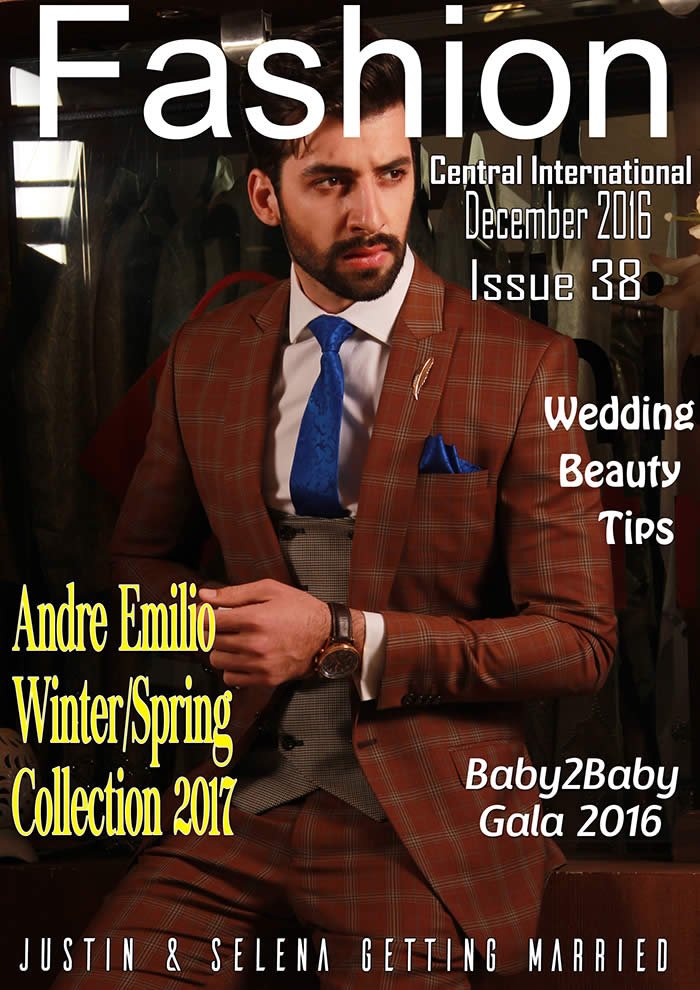 Fashion
Central International
December 2016
Issue 38
Wedding
Beauty
Tips
Andre Emilio
Winter/Spring
Collection 2017
Baby2Baby
Gala 2016
JUSTIN & SELENA GETTING MARRIED